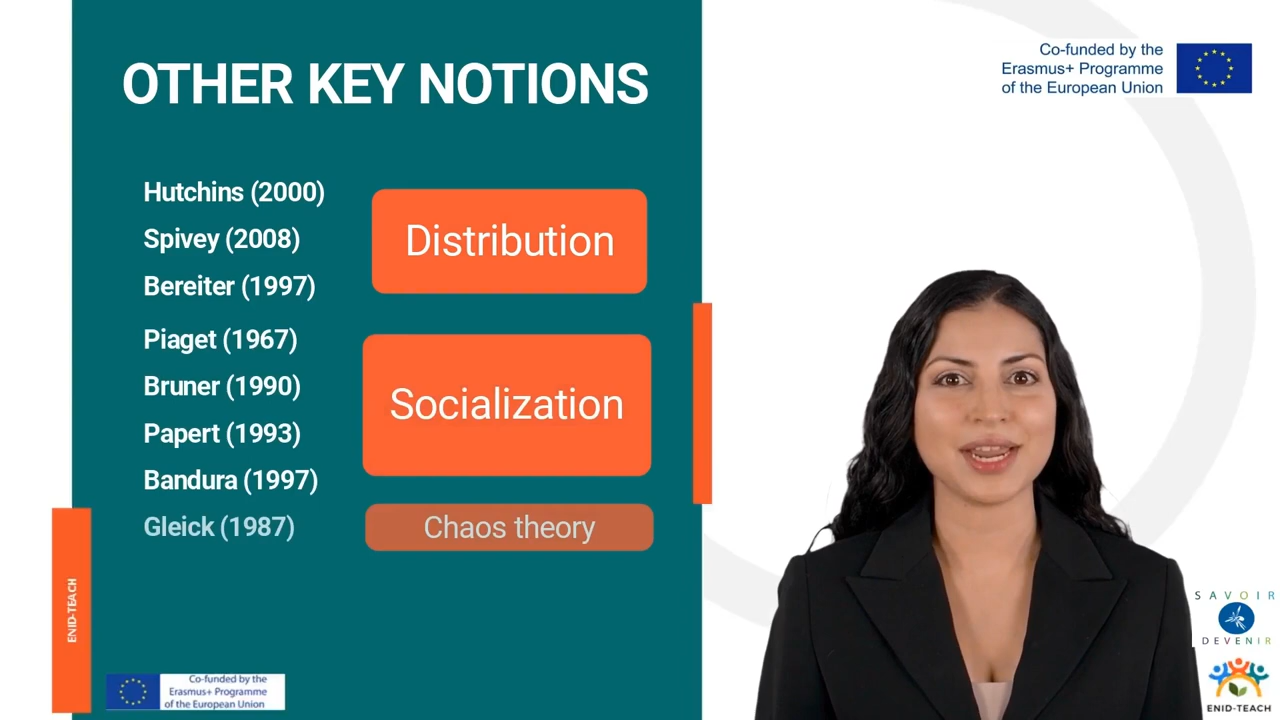 OTHER KEY NOTIONS
Hutchins (2000)
Spivey (2008)
Bereiter (1997)
Distribution
Piaget (1967)
Bruner (1990)
Papert (1993)
Bandura (1997)
Socialization
Gleick (1987)
Chaos theory
ENID-TEACH
Co-funded by the
Erasmus+ Programme
of the European Union
Co-funded by the
Erasmus+ Programme
of the European Union
SAVOIR
DEVENIR
ENID-TEACH